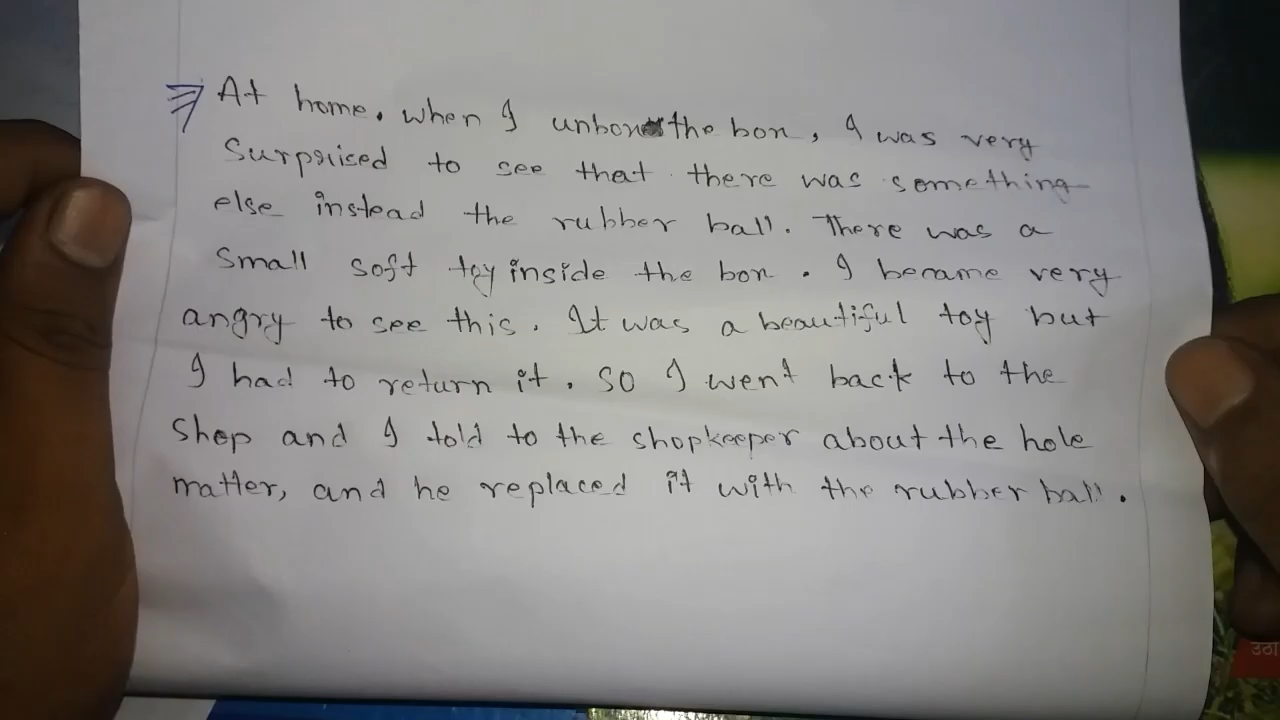 At home, when I unbox the box, I was very
Surpriced to see that there was something
else instead the rubber ball. There was a
small soft toy inside the box. I became very
angry to see this. It was a beautiful toy but
I had to return it. So I went back to the
shop and I told to the shopkeeper about the hole
matter, and he replaced it with the rubber ball.
उठा